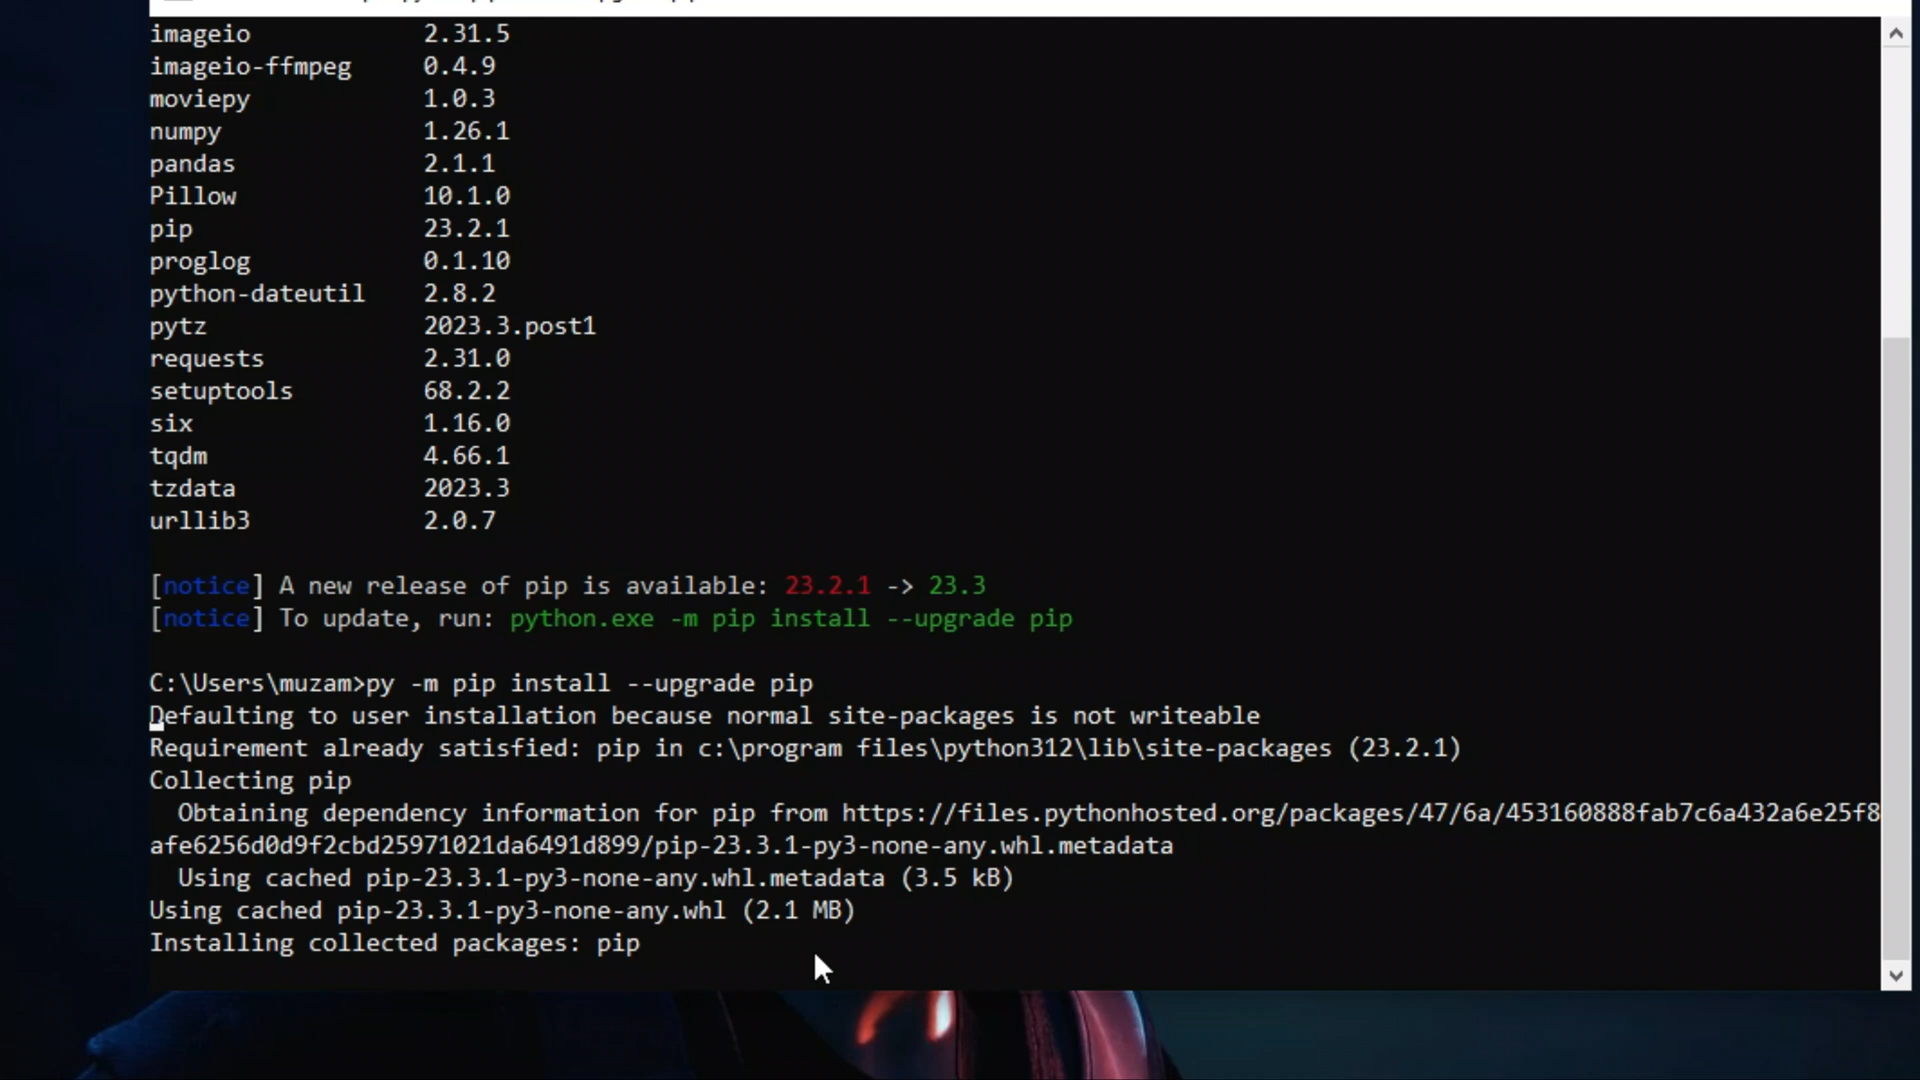 imageio 2.31.5
imageio-ffmpeg 0.4.9
moviepy 1.0.3
numpy 1.26.1
pandas 2.1.1
Pillow 10.1.0
pip 23.2.1
proglog 0.1.10
python-dateutil 2.8.2
pytz 2023.3.post1
requests 2.31.0
setuptools 68.2.2
six 1.16.0
tqdm 4.66.1
tzdata 2023.3
urllib3 2.0.7
[notice] A new release of pip is available: 23.2.1 -> 23.3
[notice] To update, run: python.exe -m pip install --upgrade pip
C:\Users\muzam>py -m pip install --upgrade pip
Defaulting to user installation because normal site-packages is not writeable
Requirement already satisfied: pip in c:\program files\python312\lib\site-packages (23.2.1)
Collecting pip
Obtaining dependency information for pip from https://files.pythonhosted.org/packages/47/6a/453160888fab7c6a432a6e25f8
afe6256d0d9f2cbd25971021da6491d899/pip-23.3.1-py3-none-any.whl.metadata
Using cached pip-23.3.1-py3-none-any.whl.metadata (3.5 kB)
Using cached pip-23.3.1-py3-none-any.whl (2.1 MB)
Installing collected packages: pip